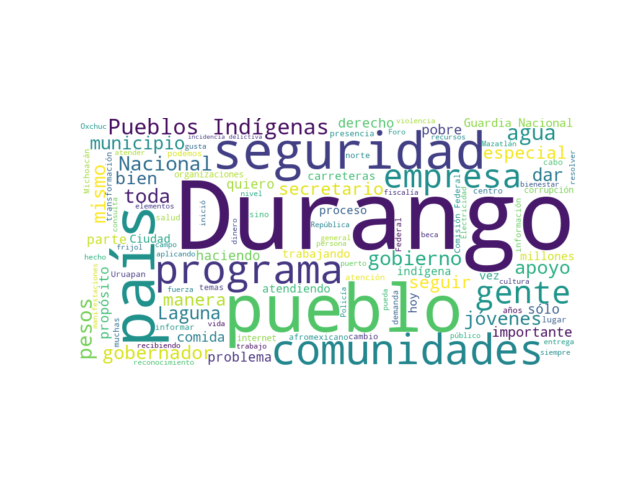 Oxchuc
Pueblos Indígenas
incidencia delictiva
gusta
derecho
violencia
presencia
Foro
pobre
Guardia Nacional
recursos
Mazatlán
agua
municipio
seguridad
Michoacán
atender
transformación
Nacional
podemos
organizaciones
norte
empresa
especial
resolver
bien
mismo
toda
quiero
secretario
carreteras
fiscalía
centro
dar
cabo
bienestar
corrupción
nivel
Durango
país
consulta
elementos
salud
inició
sino
proceso
República
Federal
beca
Comisión Federal
Electricidad
información
cultura
parte
Ciudad
campo
dinero
general
persona
gobierno
millones
hecho
frijol
aplicando
haciendo
trabajando
indígena
vez
apoyo
manifestaciones
propósito
Uruapan
fuerza
programa
temas
atendiendo
atención
seguir
gente
pesos
manera
pueblo
Policía
pueda
demanda
hoy
años
sólo
muchas
Laguna
informar
vida
jóvenes
lugar
comida
internet
afromexicano
cambio
público
importante
gobernador
recibiendo
problema
trabajo
comunidades
entrega
siempre
reconocimiento
puerto